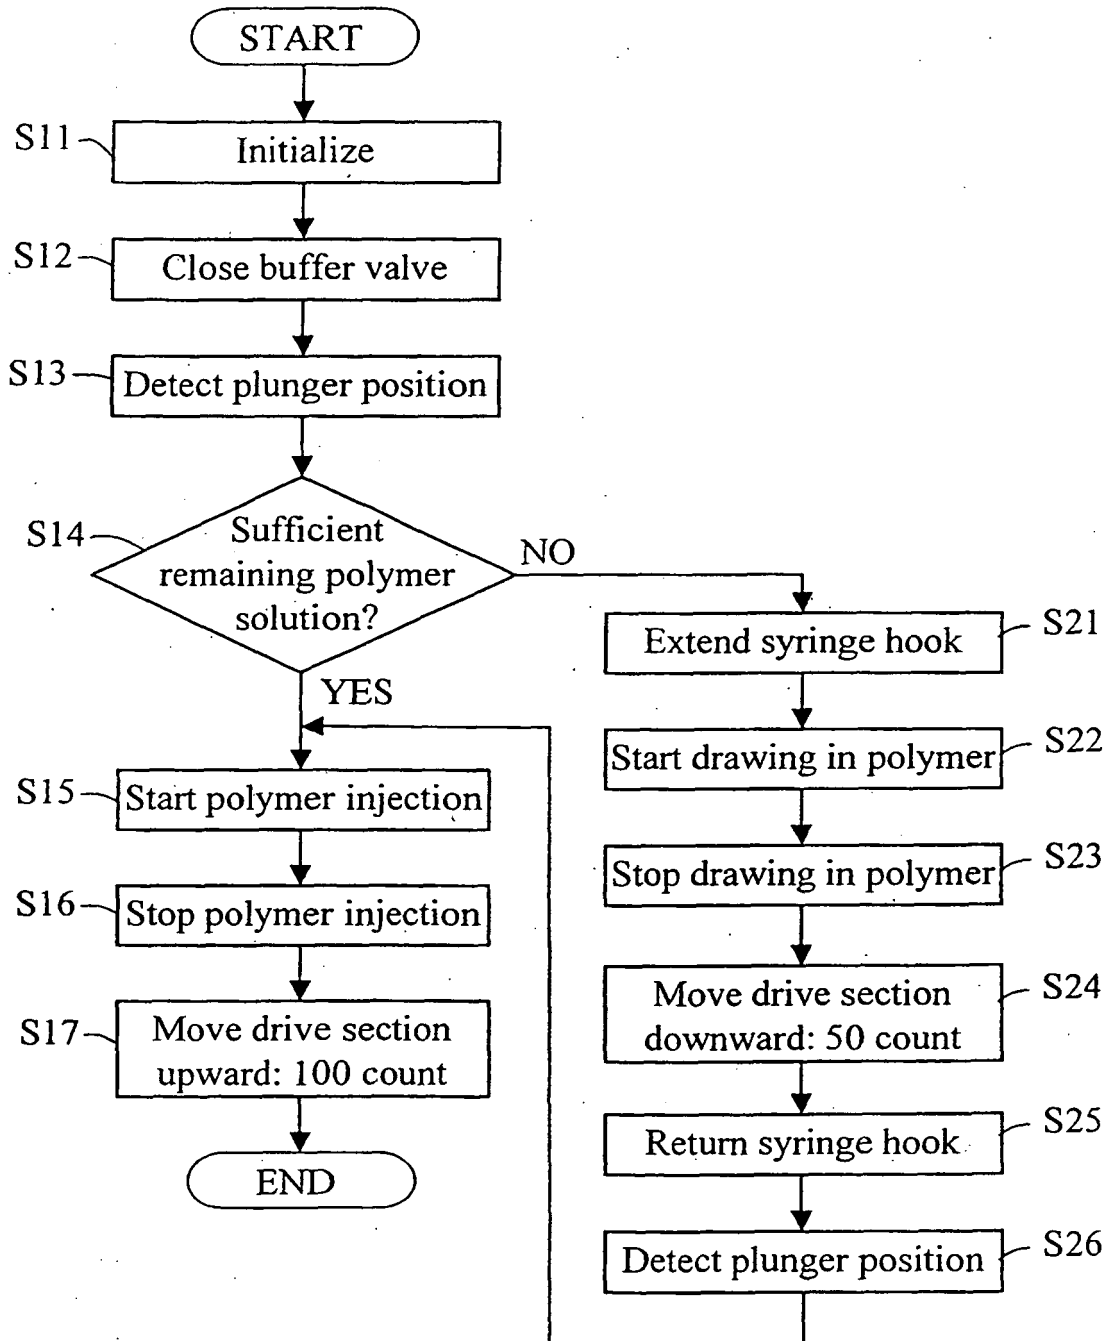 START
S11
Initialize
S12
Close buffer valve
S13
Detect plunger position
S14
Sufficient
remaining polymer
solution?
NO
YES
S15
Start polymer injection
S16
Stop polymer injection
S17
Move drive section
upward: 100 count
END
S21
Extend syringe hook
S22
Start drawing in polymer
S23
Stop drawing in polymer
S24
Move drive section
downward: 50 count
S25
Return syringe hook
S26
Detect plunger position